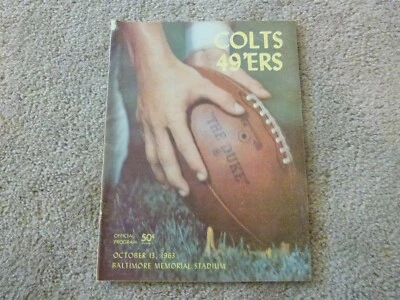 COLTS
49'ERS
"THE DUKE"
OFFICIAL
PROGRAM 50¢
OCTOBER 13, 1963
BALTIMORE MEMORIAL STADIUM